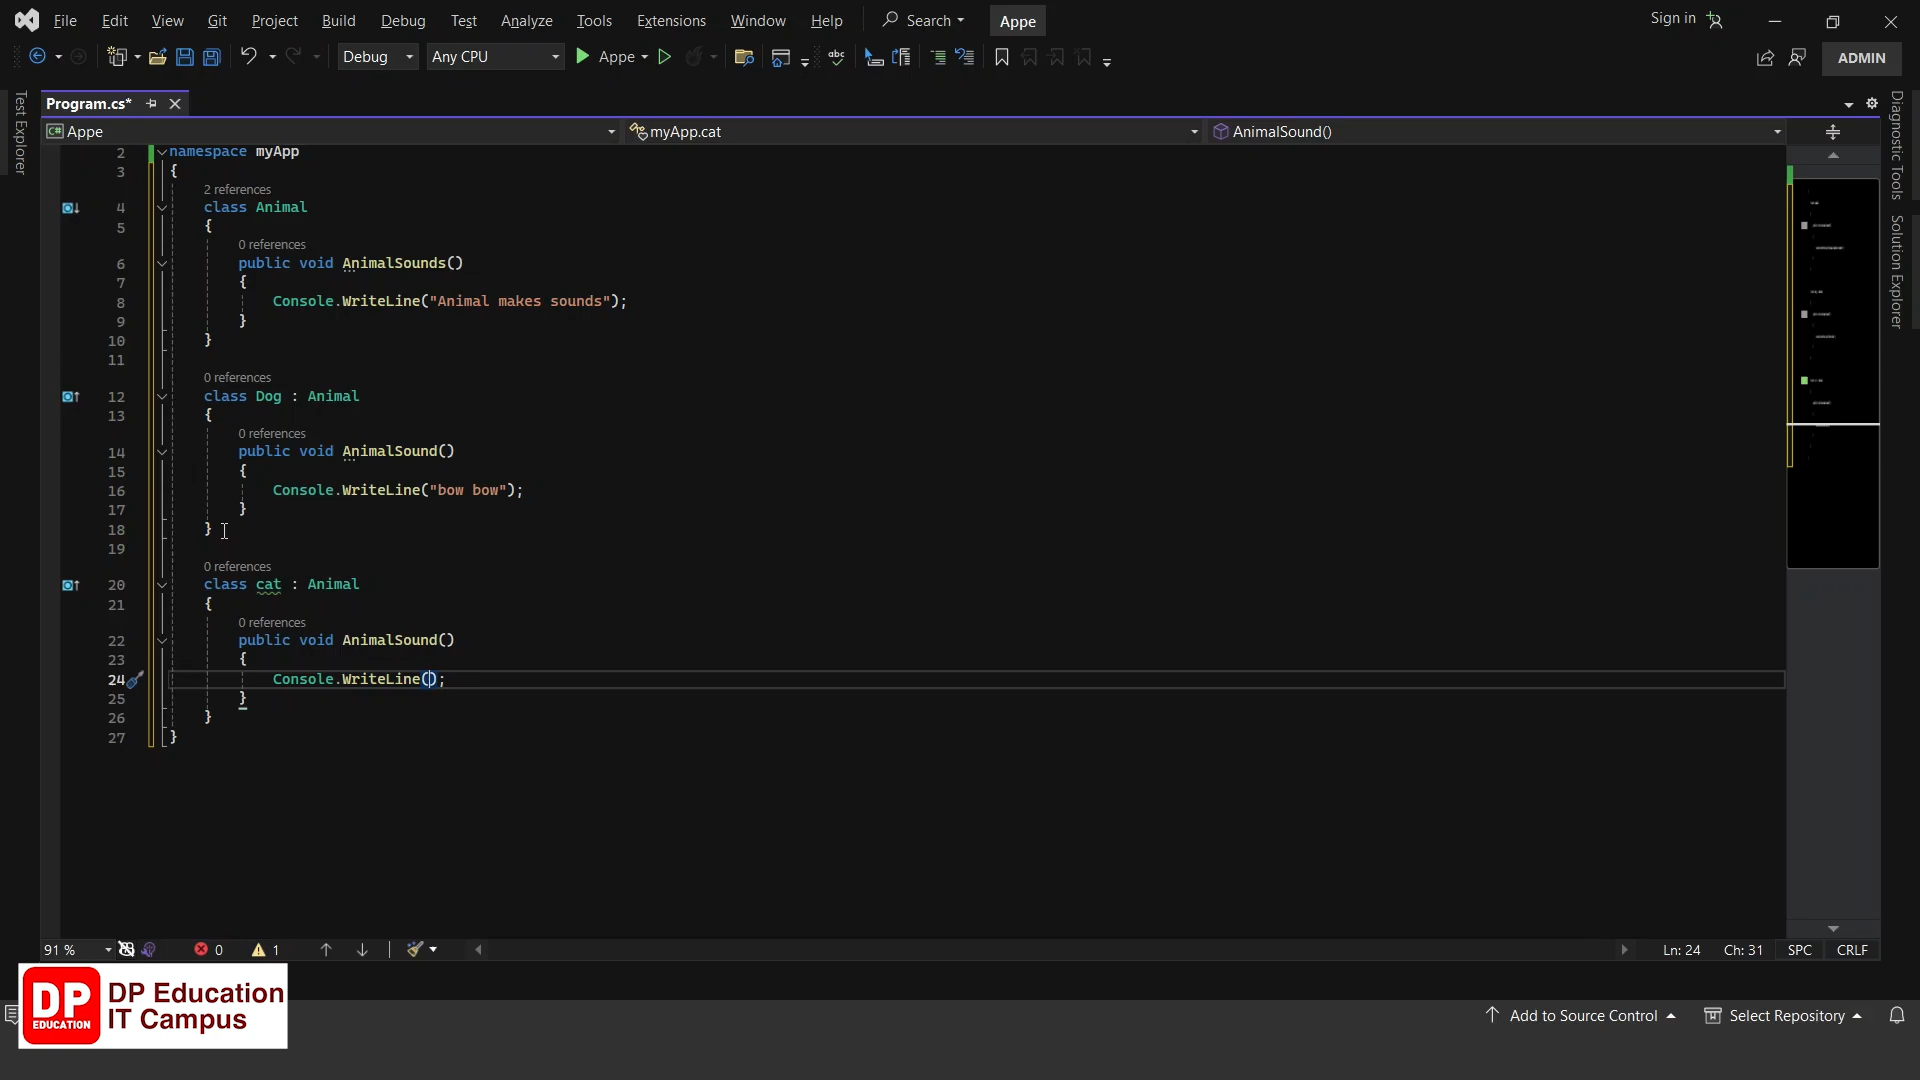 File Edit View Git Project Build Debug Test Analyze Tools Extensions Window Help Search Appe Sign in
Debug Any CPU Appe abc ADMIN
Test Explorer
Program.cs*
Diagnostic Tools
Solution Explorer
C# Appe myApp.cat AnimalSound()
2 namespace myApp
3 {
2 references
4 class Animal
5 {
0 references
6 public void AnimalSounds()
7 {
8 Console.WriteLine("Animal makes sounds");
9 }
10 }
11
0 references
12 class Dog : Animal
13 {
0 references
14 public void AnimalSound()
15 {
16 Console.WriteLine("bow bow");
17 }
18 }
19
0 references
20 class cat : Animal
21 {
0 references
22 public void AnimalSound()
23 {
24 Console.WriteLine();
25 }
26 }
27 }
91 % 0 1 Ln: 24 Ch: 31 SPC CRLF
DP EDUCATION
DP Education
IT Campus
Add to Source Control Select Repository